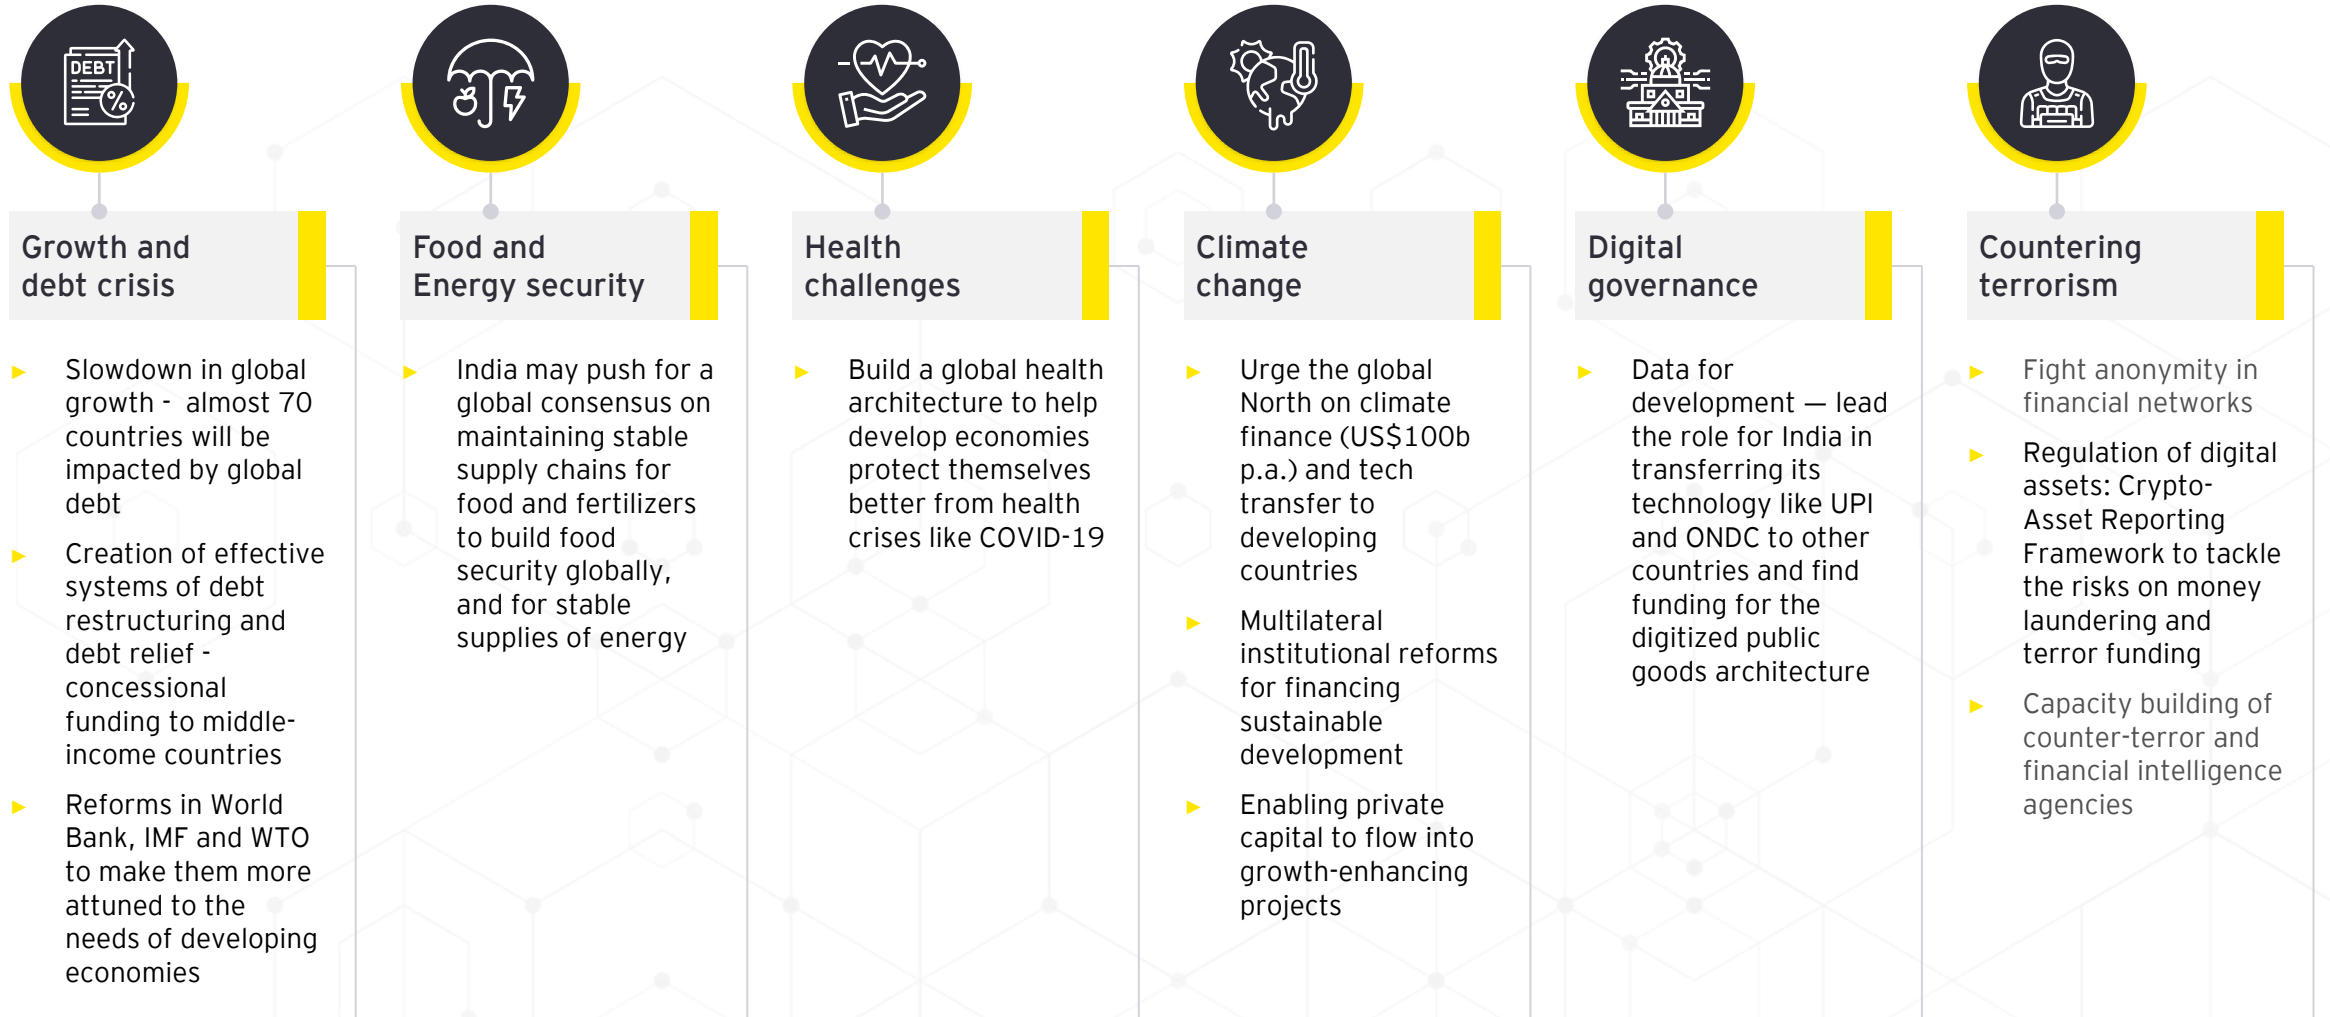 DEBT
%
Growth and
debt crisis
► Slowdown in global
growth - almost 70
countries will be
impacted by global
debt
► Creation of effective
systems of debt
restructuring and
debt relief -
concessional
funding to middle-
income countries
► Reforms in World
Bank, IMF and WTO
to make them more
attuned to the
needs of developing
economies
Food and
Energy security
► India may push for a
global consensus on
maintaining stable
supply chains for
food and fertilizers
to build food
security globally,
and for stable
supplies of energy
Health
challenges
► Build a global health
architecture to help
develop economies
protect themselves
better from health
crises like COVID-19
Climate
change
► Urge the global
North on climate
finance (US$100b
p.a.) and tech
transfer to
developing
countries
► Multilateral
institutional reforms
for financing
sustainable
development
► Enabling private
capital to flow into
growth-enhancing
projects
Digital
governance
► Data for
development — lead
the role for India in
transferring its
technology like UPI
and ONDC to other
countries and find
funding for the
digitized public
goods architecture
Countering
terrorism
► Fight anonymity in
financial networks
► Regulation of digital
assets: Crypto-
Asset Reporting
Framework to tackle
the risks on money
laundering and
terror funding
► Capacity building of
counter-terror and
financial intelligence
agencies